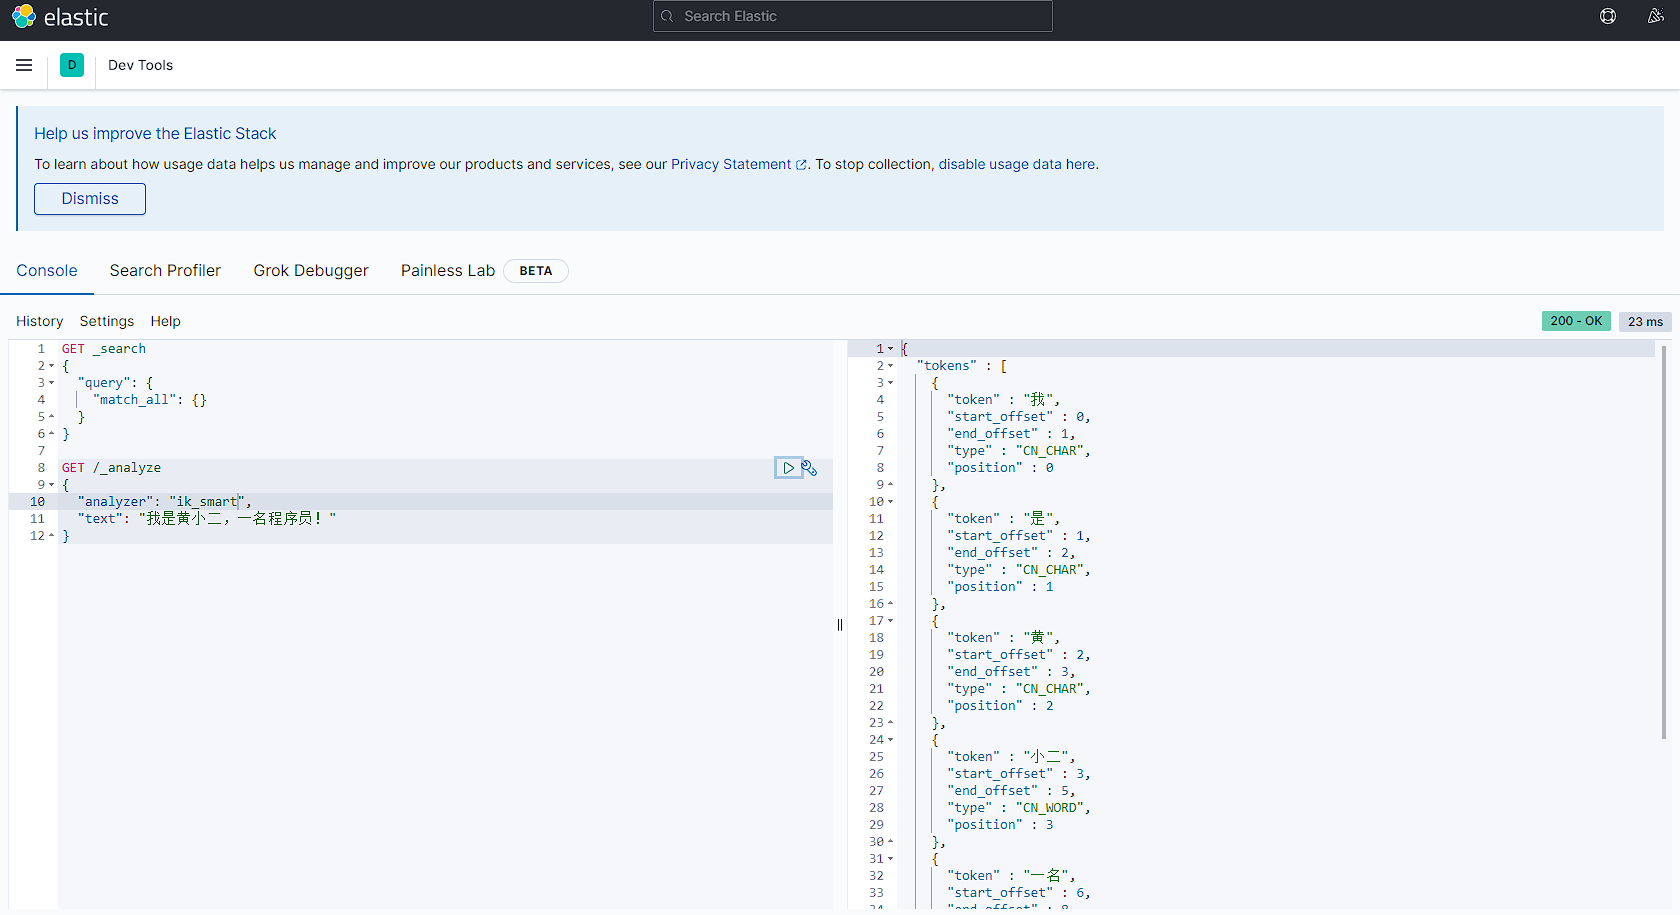 elastic
Search Elastic
D
Dev Tools
Help us improve the Elastic Stack
To learn about how usage data helps us manage and improve our products and services, see our Privacy Statement. To stop collection, disable usage data here.
Dismiss
Console Search Profiler Grok Debugger Painless Lab BETA
History Settings Help
200 - OK 23 ms
1 GET _search
2 {
3 "query": {
4 "match_all": {}
5 }
6 }
7
8 GET /_analyze
9 {
10 "analyzer": "ik_smart",
11 "text": "我是黄小二，一名程序员！"
12 }
1 {
2 "tokens" : [
3 {
4 "token" : "我",
5 "start_offset" : 0,
6 "end_offset" : 1,
7 "type" : "CN_CHAR",
8 "position" : 0
9 },
10 {
11 "token" : "是",
12 "start_offset" : 1,
13 "end_offset" : 2,
14 "type" : "CN_CHAR",
15 "position" : 1
16 },
17 {
18 "token" : "黄",
19 "start_offset" : 2,
20 "end_offset" : 3,
21 "type" : "CN_CHAR",
22 "position" : 2
23 },
24 {
25 "token" : "小二",
26 "start_offset" : 3,
27 "end_offset" : 5,
28 "type" : "CN_WORD",
29 "position" : 3
30 },
31 {
32 "token" : "一名",
33 "start_offset" : 6,